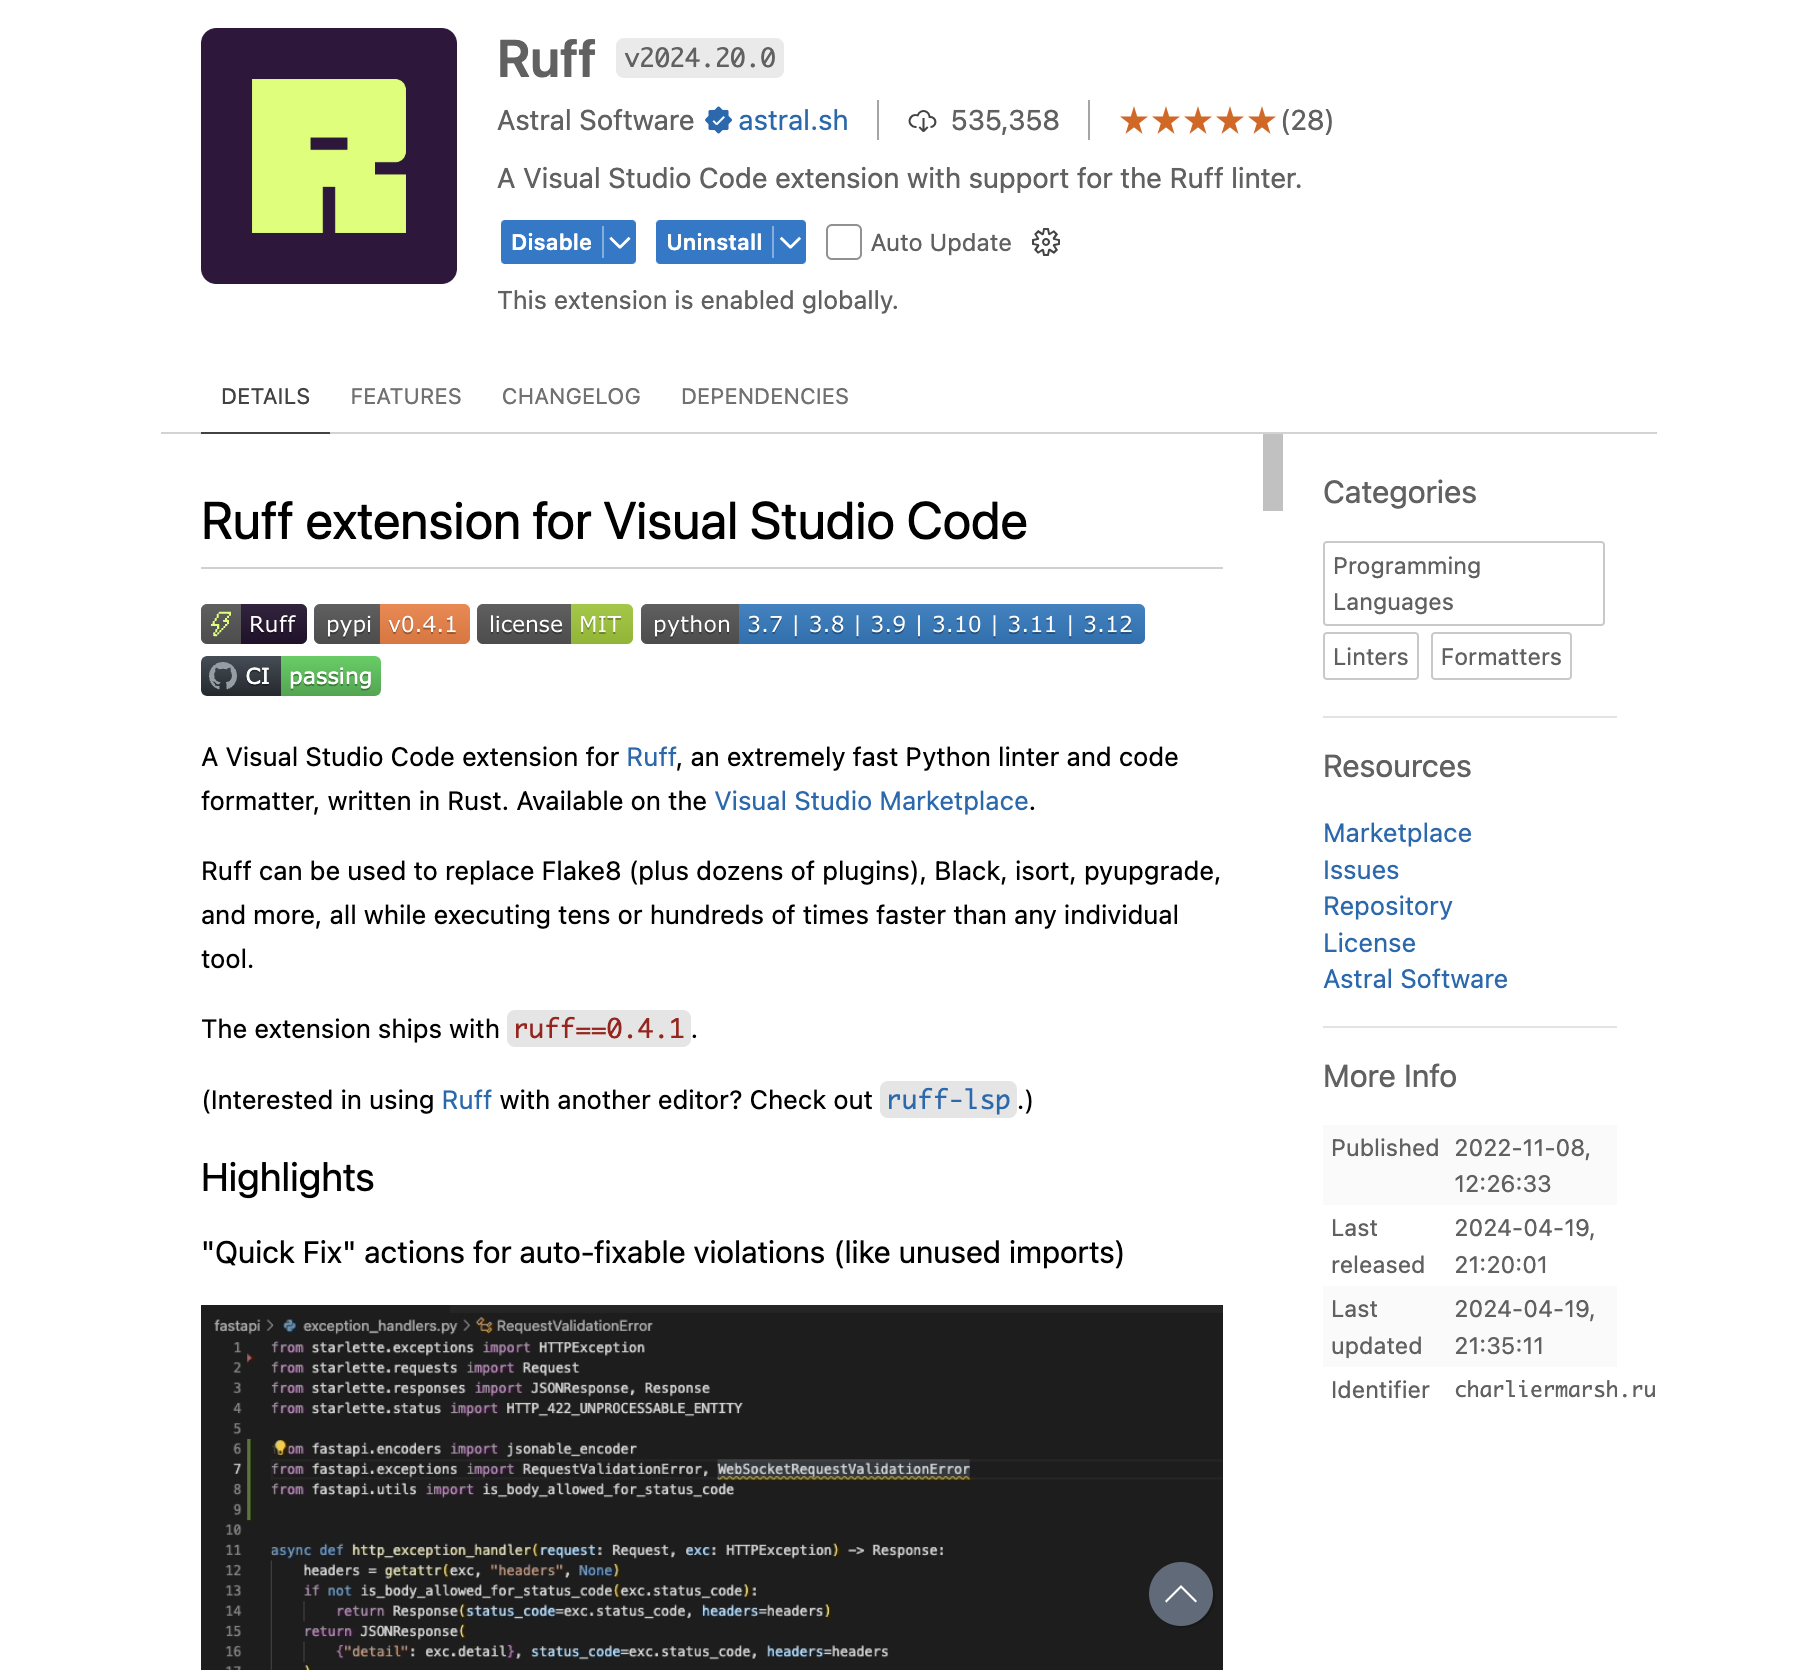 Ruff v2024.20.0
Astral Software astral.sh 535,358 ★★★★★(28)
A Visual Studio Code extension with support for the Ruff linter.
Disable Uninstall Auto Update
This extension is enabled globally.
DETAILS FEATURES CHANGELOG DEPENDENCIES
Ruff extension for Visual Studio Code
Ruff pypi v0.4.1 license MIT python 3.7 | 3.8 | 3.9 | 3.10 | 3.11 | 3.12
CI passing
A Visual Studio Code extension for Ruff, an extremely fast Python linter and code
formatter, written in Rust. Available on the Visual Studio Marketplace.
Ruff can be used to replace Flake8 (plus dozens of plugins), Black, isort, pyupgrade,
and more, all while executing tens or hundreds of times faster than any individual
tool.
The extension ships with ruff==0.4.1.
(Interested in using Ruff with another editor? Check out ruff-lsp.)
Highlights
"Quick Fix" actions for auto-fixable violations (like unused imports)
fastapi > exception_handlers.py > RequestValidationError
1 from starlette.exceptions import HTTPException
2 from starlette.requests import Request
3 from starlette.responses import JSONResponse, Response
4 from starlette.status import HTTP_422_UNPROCESSABLE_ENTITY
5
6 om fastapi.encoders import jsonable_encoder
7 from fastapi.exceptions import RequestValidationError, WebSocketRequestValidationError
8 from fastapi.utils import is_body_allowed_for_status_code
9
10
11 async def http_exception_handler(request: Request, exc: HTTPException) -> Response:
12 headers = getattr(exc, "headers", None)
13 if not is_body_allowed_for_status_code(exc.status_code):
14 return Response(status_code=exc.status_code, headers=headers)
15 return JSONResponse(
16 {"detail": exc.detail}, status_code=exc.status_code, headers=headers
Categories
Programming
Languages
Linters Formatters
Resources
Marketplace
Issues
Repository
License
Astral Software
More Info
Published 2022-11-08,
12:26:33
Last 2024-04-19,
released 21:20:01
Last 2024-04-19,
updated 21:35:11
Identifier charliermarsh.ru